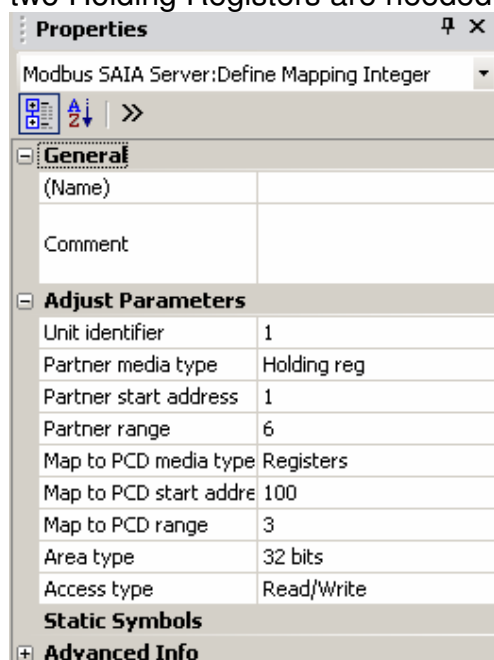 two Holding Registers are needed
Properties
Modbus SAIA Server:Define Mapping Integer
General
(Name)
Comment
Adjust Parameters
Unit identifier 1
Partner media type Holding reg
Partner start address 1
Partner range 6
Map to PCD media type Registers
Map to PCD start addre 100
Map to PCD range 3
Area type 32 bits
Access type Read/Write
Static Symbols
Advanced Info